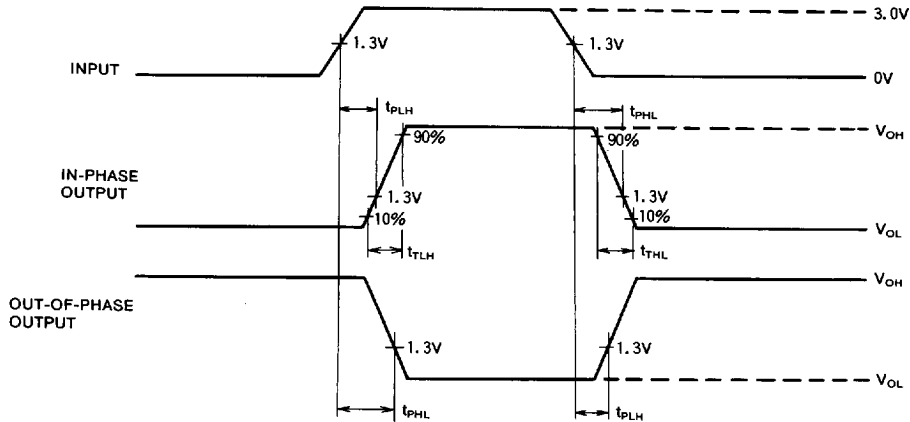 3.0V
1.3V
1.3V
INPUT
0V
tPLH
tPHL
90%
90%
VOH
IN-PHASE
OUTPUT
1.3V
1.3V
10%
10%
VOL
tTLH
tTHL
VOH
OUT-OF-PHASE
OUTPUT
1.3V
1.3V
VOL
tPHL
tPLH